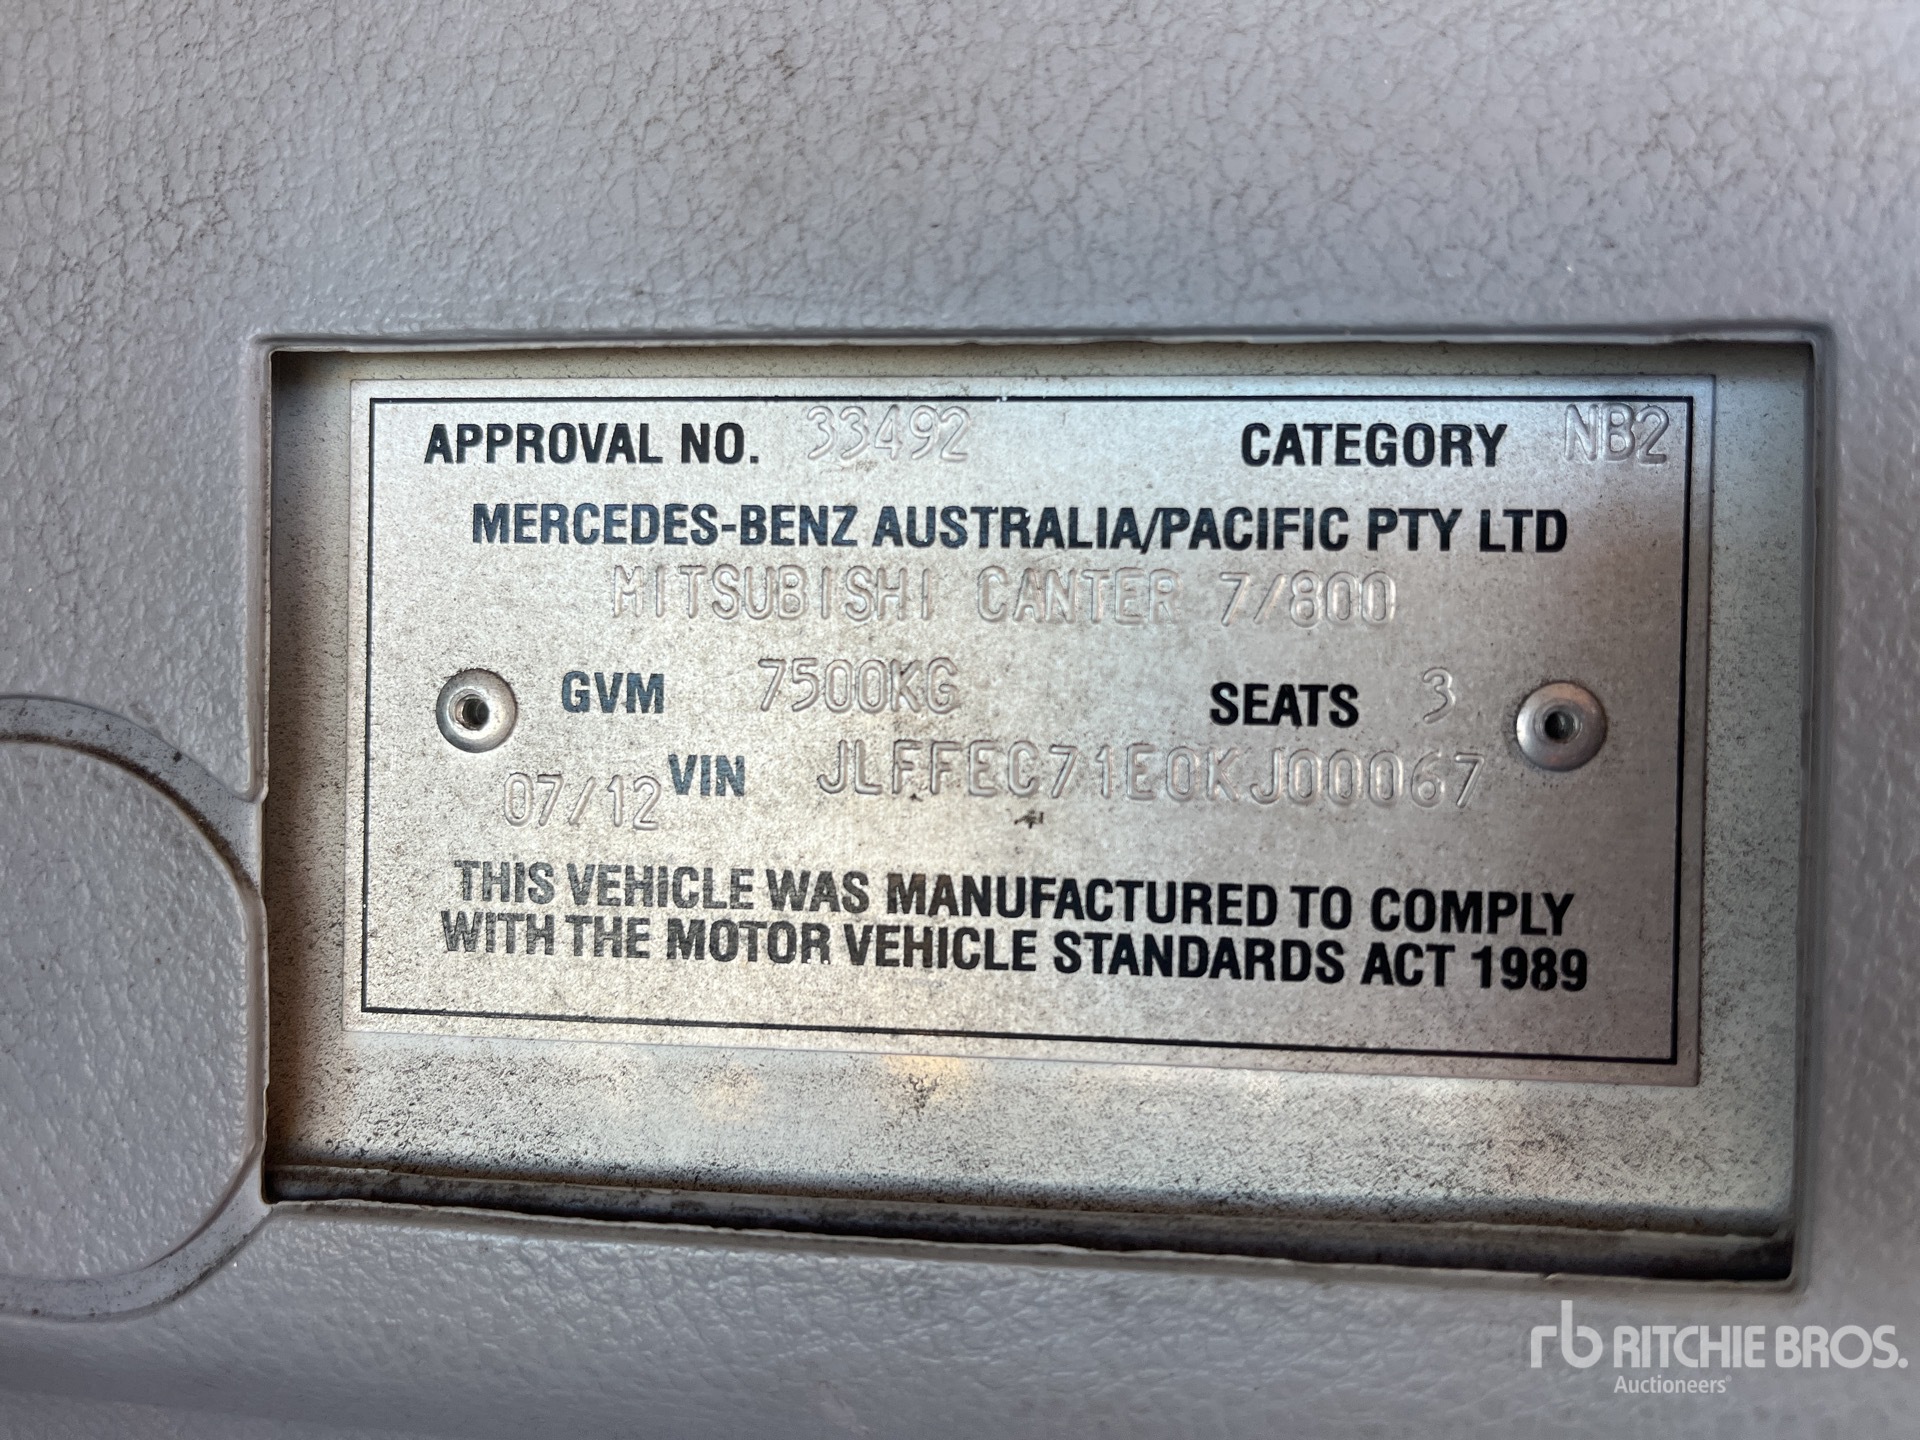 APPROVAL NO. 33492 CATEGORY NB2
MERCEDES-BENZ AUSTRALIA/PACIFIC PTY LTD
MITSUBISHI CANTER 7/800
GVM 7500KG SEATS 3
07/12 VIN JLFFEC71E0KJ00067
THIS VEHICLE WAS MANUFACTURED TO COMPLY
WITH THE MOTOR VEHICLE STANDARDS ACT 1989
rb RITCHIE BROS.
Auctioneers